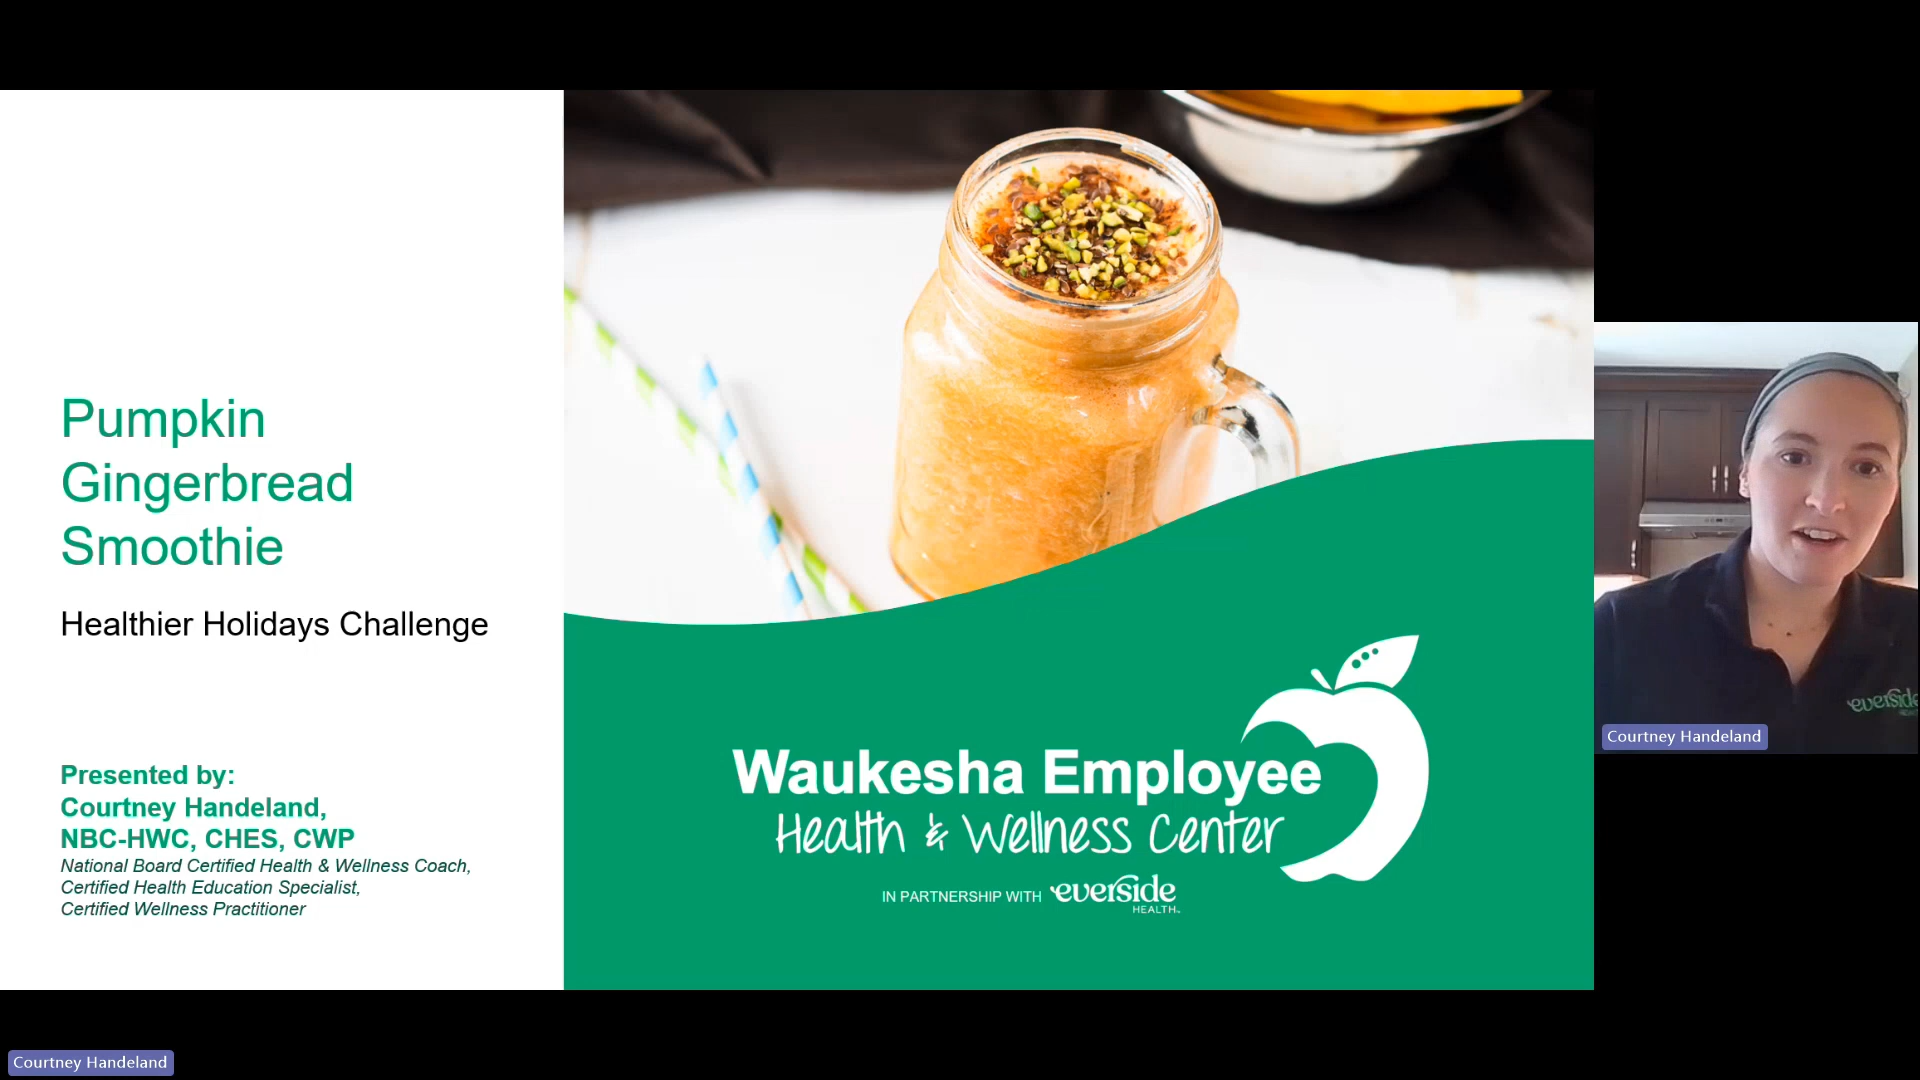 Pumpkin
Gingerbread
Smoothie
Healthier Holidays Challenge
Presented by:
Courtney Handeland,
NBC-HWC, CHES, CWP
National Board Certified Health & Wellness Coach,
Certified Health Education Specialist,
Certified Wellness Practitioner
Waukesha Employee
Health & Wellness Center
IN PARTNERSHIP WITH everside
HEALTH™
everside
Courtney Handeland
Courtney Handeland